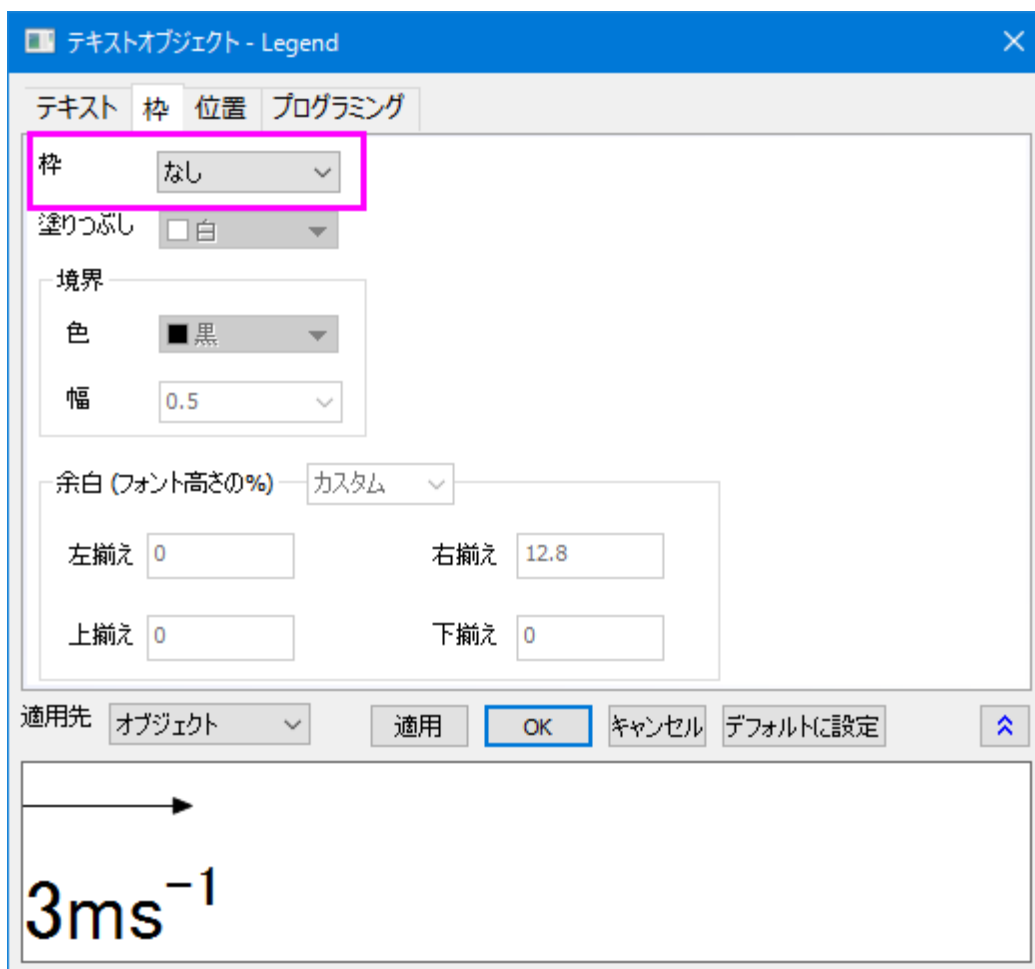 テキストオブジェクト - Legend
テキスト 枠 位置 プログラミング
枠 なし
塗りつぶし 白
境界
色 黒
幅 0.5
余白 (フォント高さの%) カスタム
左揃え 0 右揃え 12.8
上揃え 0 下揃え 0
適用先 オブジェクト 適用 OK キャンセル デフォルトに設定
3ms⁻¹